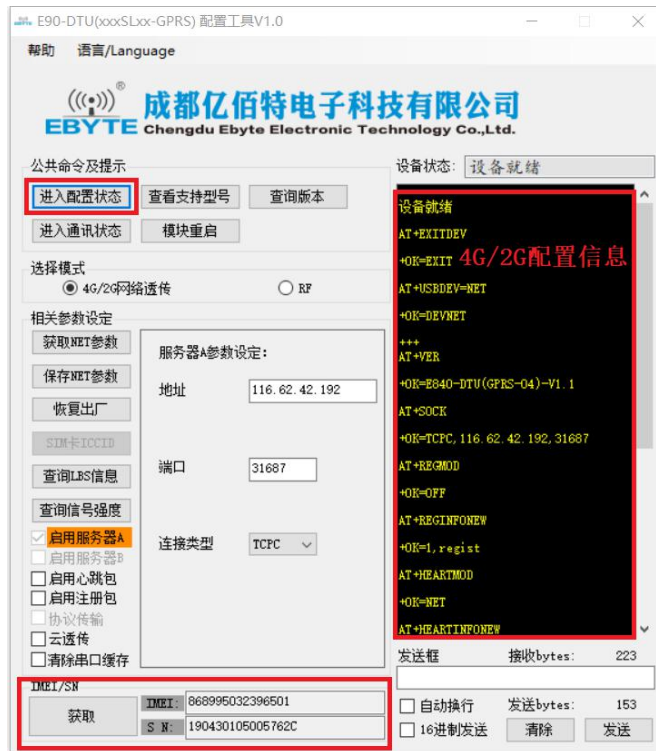 E90-DTU(xxxSLxx-GPRS) 配置工具V1.0
帮助 语言/Language
((())) ®
EBYTE
成都亿佰特电子科技有限公司
Chengdu Ebyte Electronic Technology Co.,Ltd.
公共命令及提示
进入配置状态 查看支持型号 查询版本
进入通讯状态 模块重启
选择模式
4G/2G网络透传 RF
相关参数设定
获取NET参数
保存NET参数
恢复出厂
SIM卡ICCID
查询LBS信息
查询信号强度
启用服务器A
启用服务器B
启用心跳包
启用注册包
协议传输
云透传
清除串口缓存
服务器A参数设定:
地址 116.62.42.192
端口 31687
连接类型 TCPC
IMEI/SN
获取
IMEI: 868995032396501
S N: 190430105005762C
设备状态: 设备就绪
设备就绪
AT+EXITDEV
+OK=EXIT
4G/2G配置信息
AT+USBDEV=NET
+OK=DEVNET
+++
AT+VER
+OK=E840-DTU(GPRS-04)-V1.1
AT+SOCK
+OK=TCPC,116.62.42.192,31687
AT+REGMOD
+OK=OFF
AT+REGINFONEW
+OK=1,regist
AT+HEARTMOD
+OK=NET
AT+HEARTINFONEW
发送框 接收bytes: 223
自动换行 发送bytes: 153
16进制发送 清除 发送